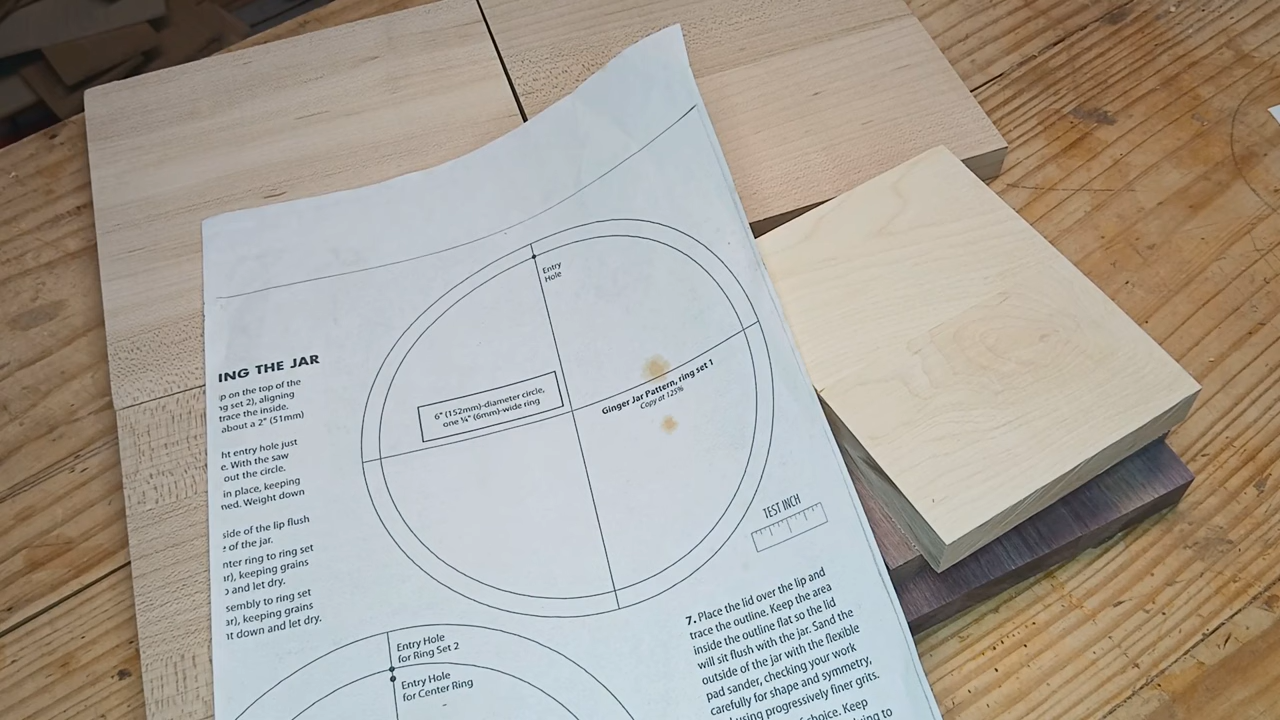 Entry
Hole
6" (152mm)-diameter circle,
one ¼" (6mm)-wide ring
Ginger Jar Pattern, ring set 1
Copy at 125%
TEST INCH
ING THE JAR
on the top of the
set 2), aligning
trace the inside.
about a 2" (51mm)
entry hole just
With the saw
out the circle.
in place, keeping
Weight down
side of the lip flush
of the jar.
ring to ring set
keeping grains
and let dry.
to ring set
keeping grains
down and let dry.
Entry Hole
for Ring Set 2
Entry Hole
for Center Ring
7. Place the lid over the lip and
trace the outline. Keep the area
inside the outline flat so the lid
will sit flush with the jar. Sand the
outside of the jar with the flexible
pad sander, checking your work
carefully for shape and symmetry,
using progressively finer grits.
choice. Keep
to